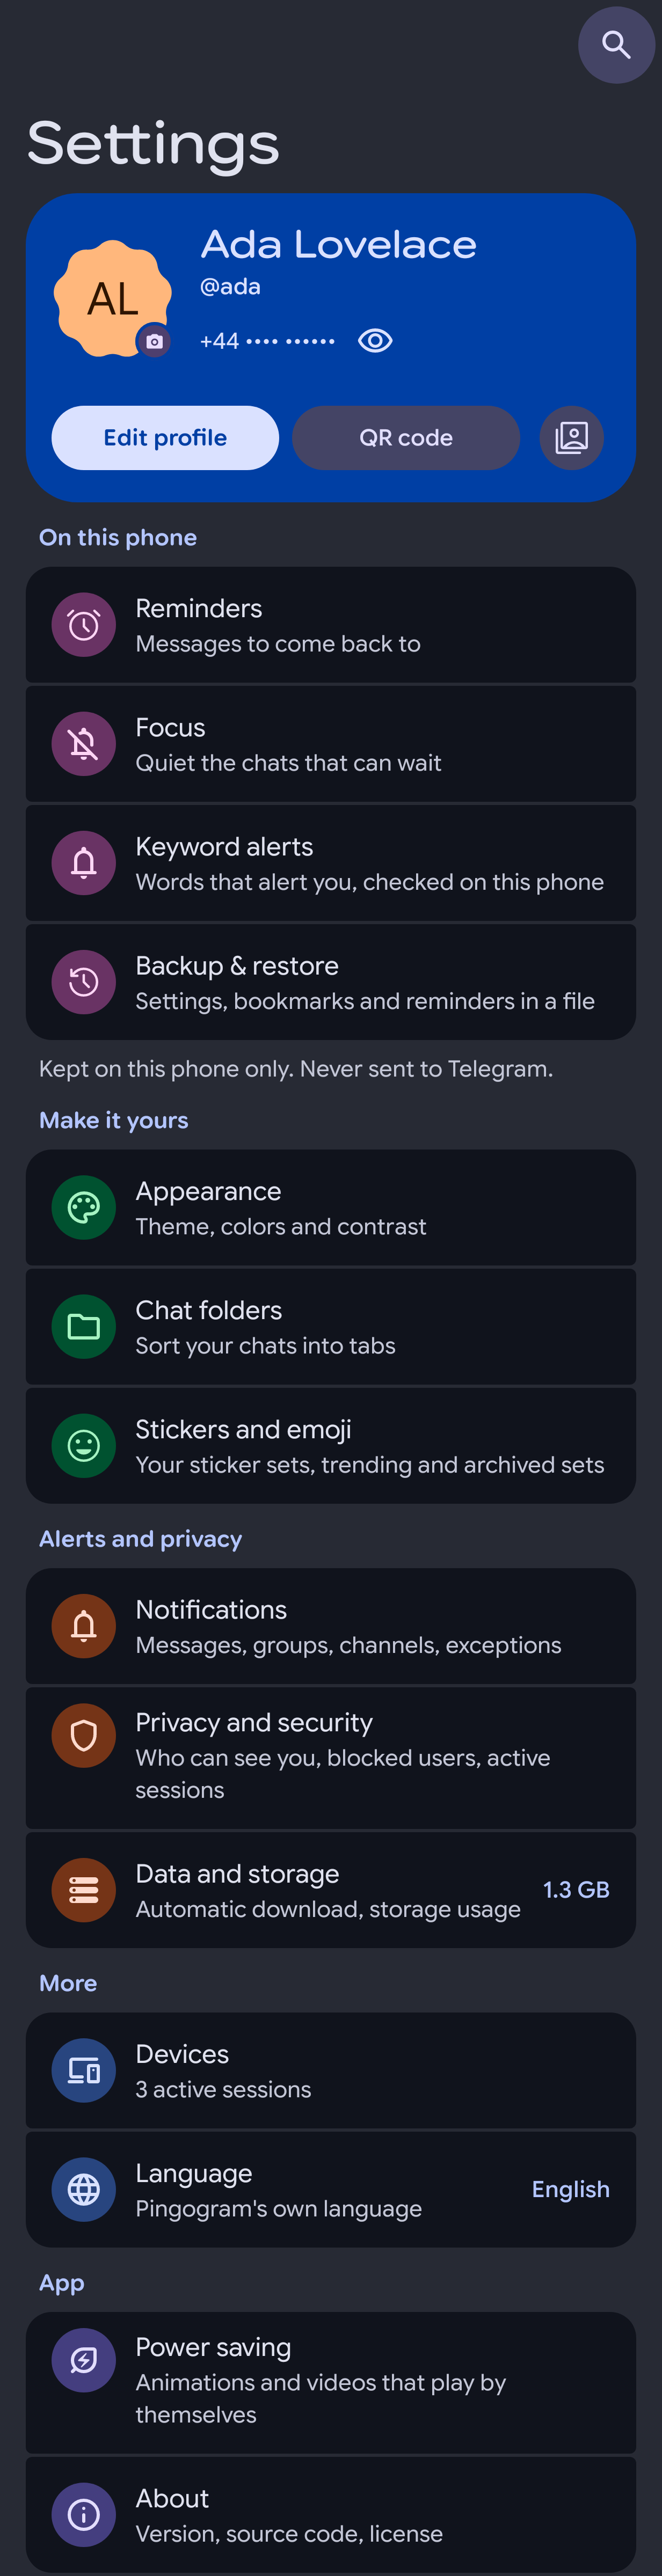 Settings
Ada Lovelace
AL
@ada
+44 •••• ••••••
Edit profile
QR code
On this phone
Reminders
Messages to come back to
Focus
Quiet the chats that can wait
Keyword alerts
Words that alert you, checked on this phone
Backup & restore
Settings, bookmarks and reminders in a file
Kept on this phone only. Never sent to Telegram.
Make it yours
Appearance
Theme, colors and contrast
Chat folders
Sort your chats into tabs
Stickers and emoji
Your sticker sets, trending and archived sets
Alerts and privacy
Notifications
Messages, groups, channels, exceptions
Privacy and security
Who can see you, blocked users, active
sessions
Data and storage
1.3 GB
Automatic download, storage usage
More
Devices
3 active sessions
Language
English
Pingogram's own language
App
Power saving
Animations and videos that play by
themselves
About
Version, source code, license